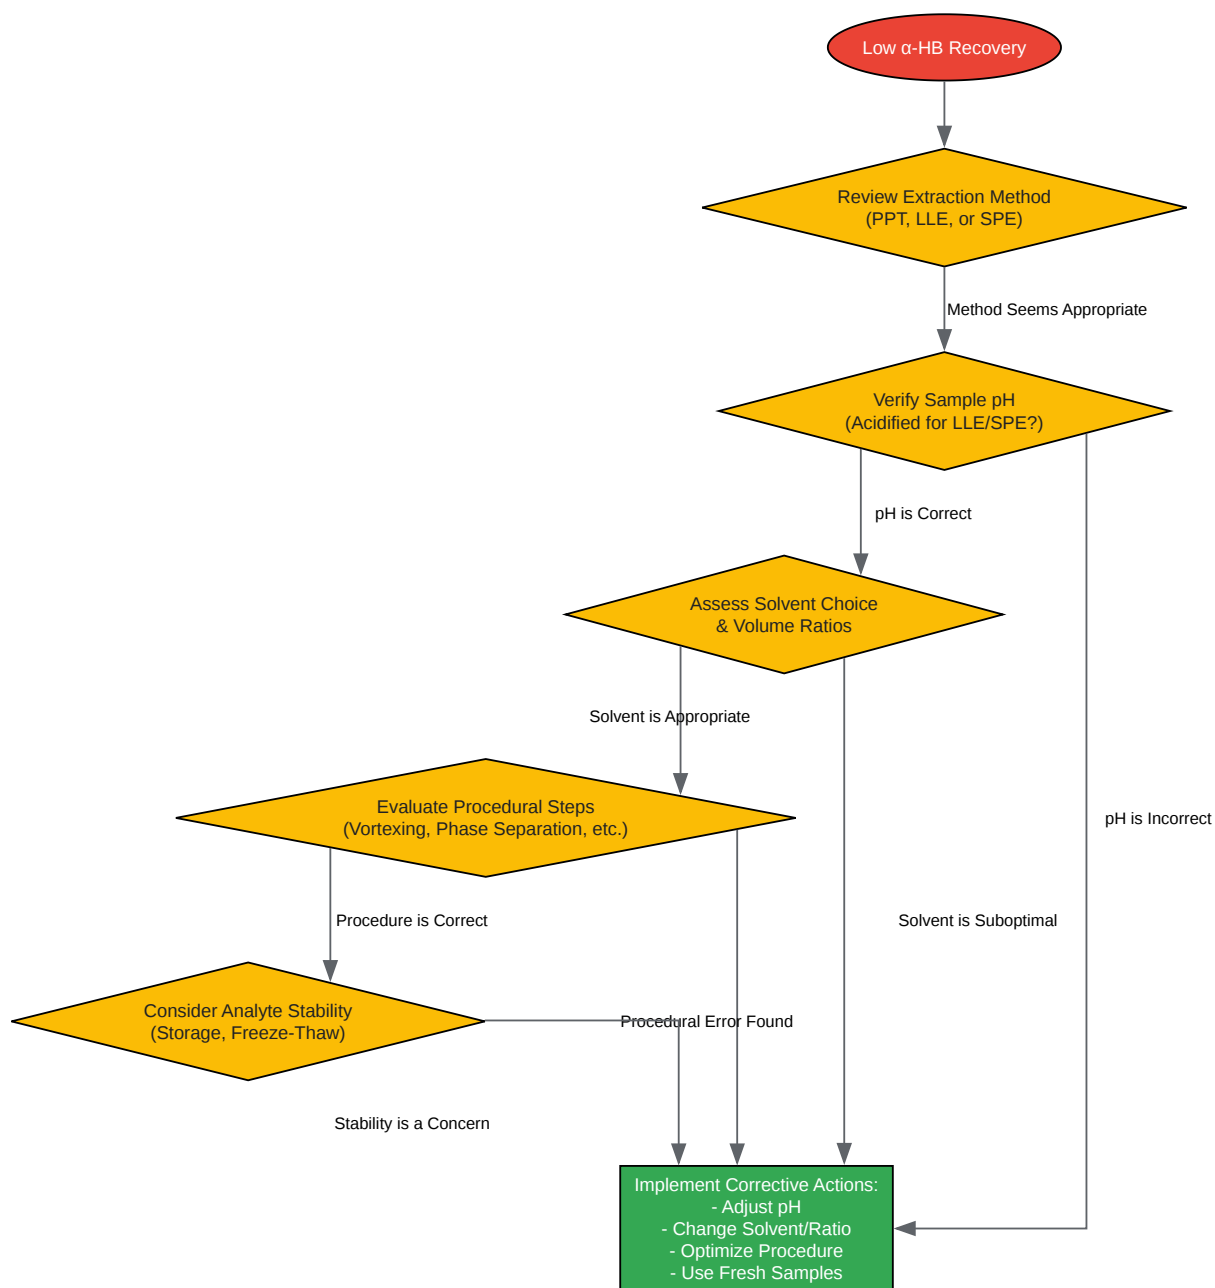 Low α-HB Recovery
Review Extraction Method
(PPT, LLE, or SPE)
Method Seems Appropriate
Verify Sample pH
(Acidified for LLE/SPE?)
pH is Correct
Assess Solvent Choice
& Volume Ratios
Solvent is Appropriate
Evaluate Procedural Steps
(Vortexing, Phase Separation, etc.)
pH is Incorrect
Procedure is Correct
Solvent is Suboptimal
Consider Analyte Stability
(Storage, Freeze-Thaw)
Procedural Error Found
Stability is a Concern
Implement Corrective Actions:
- Adjust pH
- Change Solvent/Ratio
- Optimize Procedure
- Use Fresh Samples